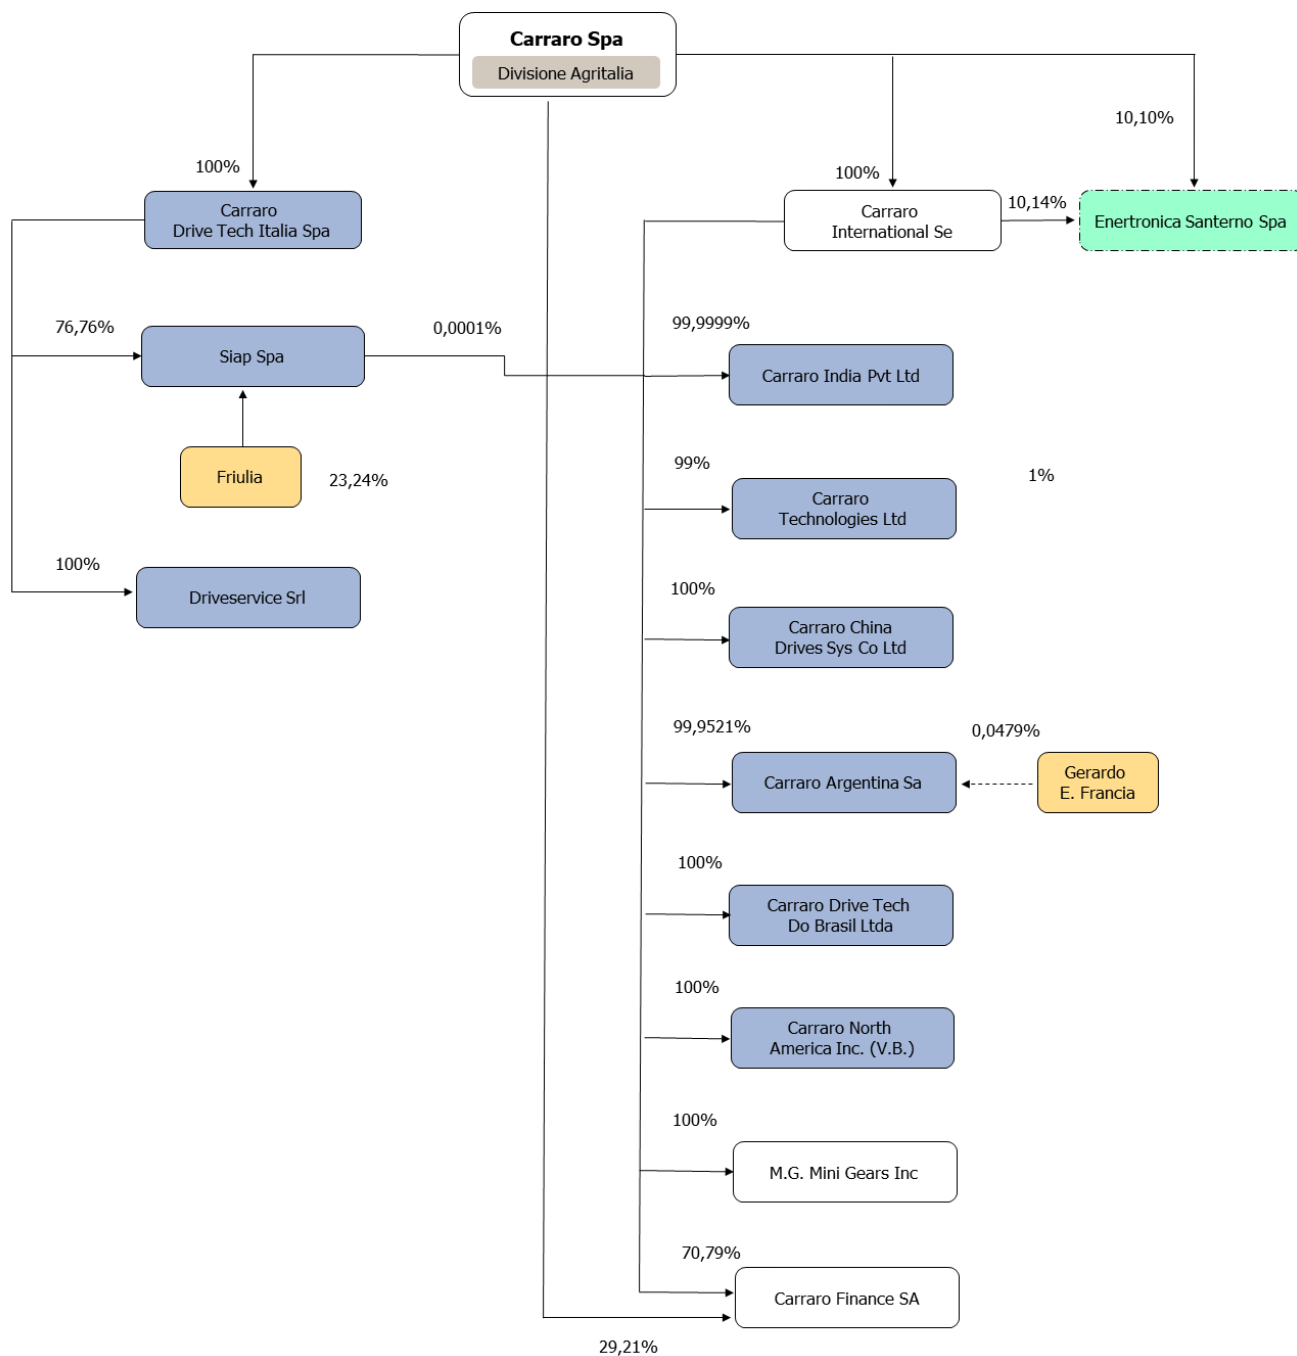 Carraro Spa
Divisione Agritalia
10,10%
100%
100%
Carraro
Drive Tech Italia Spa
Carraro
International Se
10,14%
Enertronica Santerno Spa
76,76%
Siap Spa
0,0001%
99,9999%
Carraro India Pvt Ltd
Friulia
23,24%
99%
Carraro
Technologies Ltd
1%
100%
Driveservice Srl
100%
Carraro China
Drives Sys Co Ltd
99,9521%
Carraro Argentina Sa
0,0479%
Gerardo
E. Francia
100%
Carraro Drive Tech
Do Brasil Ltda
100%
Carraro North
America Inc. (V.B.)
100%
M.G. Mini Gears Inc
70,79%
Carraro Finance SA
29,21%